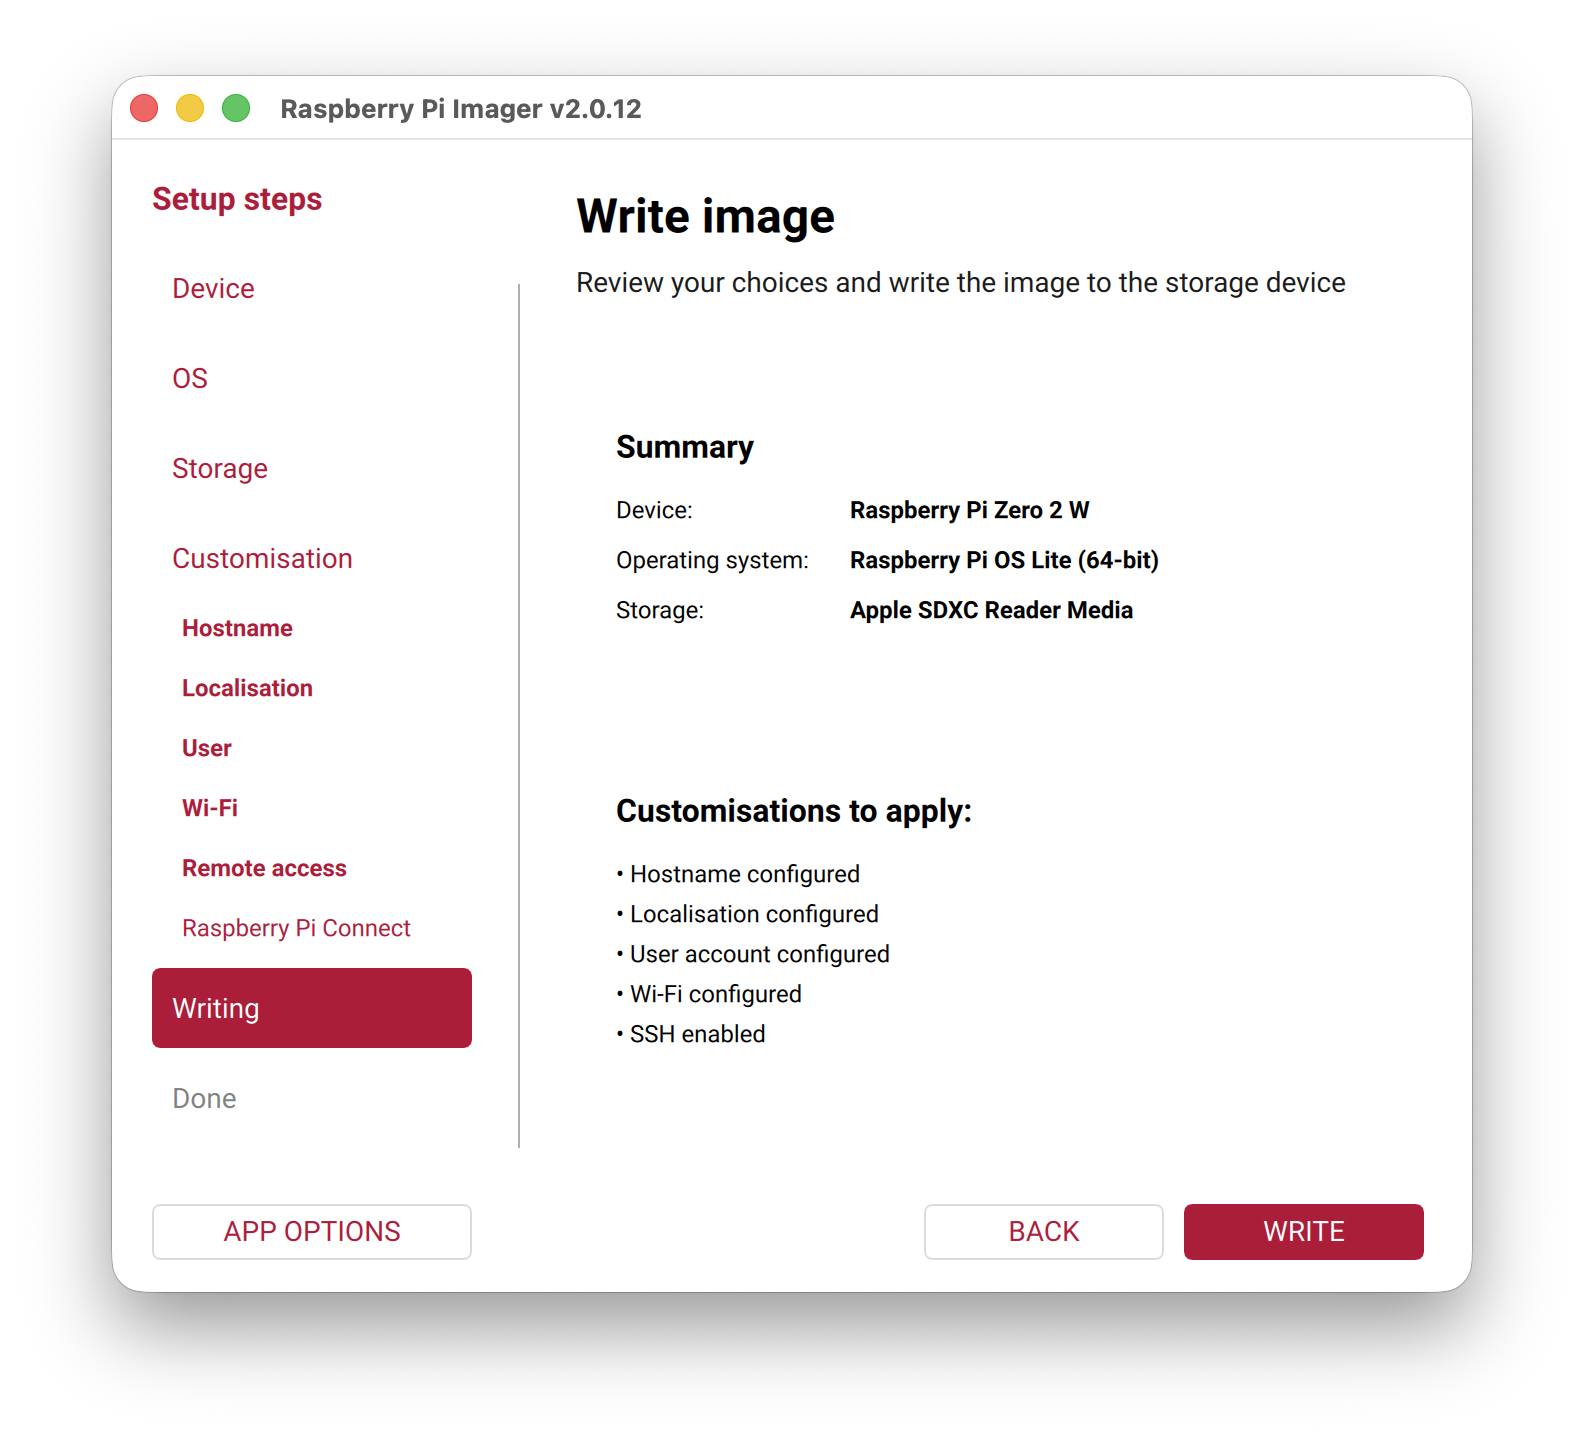 Raspberry Pi Imager v2.0.12
Setup steps
Device
OS
Storage
Customisation
Hostname
Localisation
User
Wi-Fi
Remote access
Raspberry Pi Connect
Writing
Done
APP OPTIONS
Write image
Review your choices and write the image to the storage device
Summary
Device: Raspberry Pi Zero 2 W
Operating system: Raspberry Pi OS Lite (64-bit)
Storage: Apple SDXC Reader Media
Customisations to apply:
• Hostname configured
• Localisation configured
• User account configured
• Wi-Fi configured
• SSH enabled
BACK
WRITE